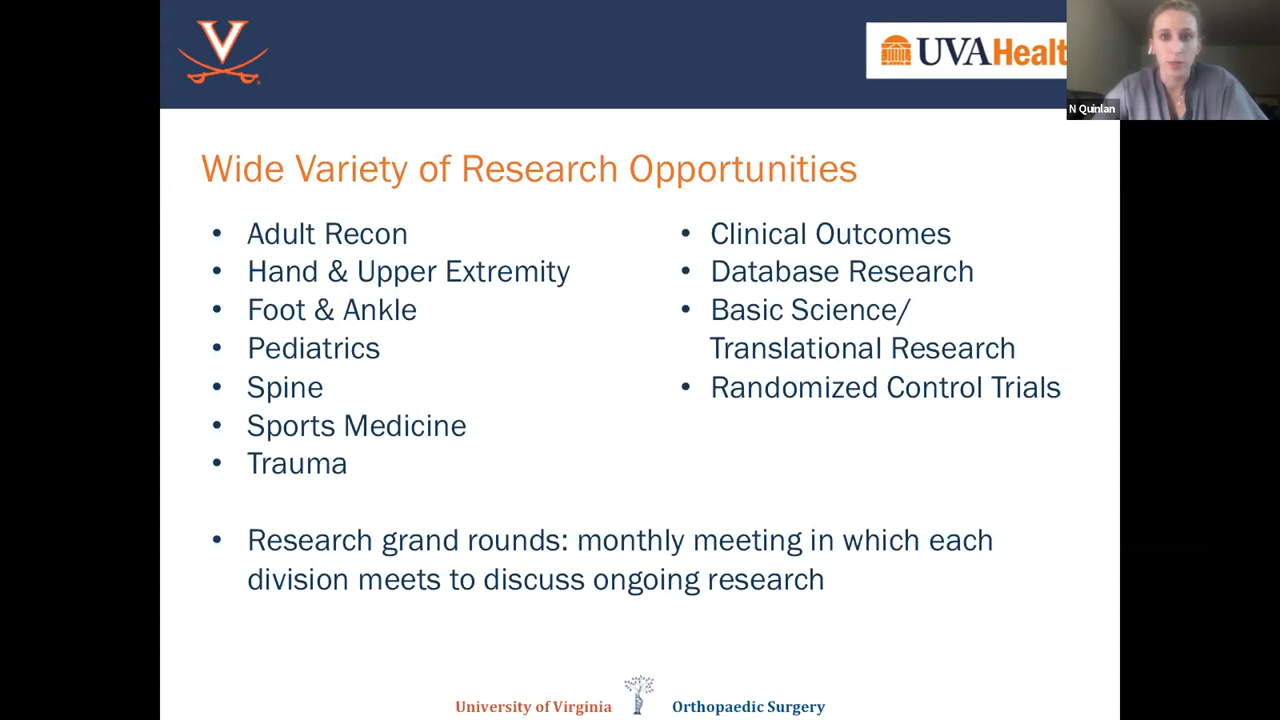 UVAHealt
N Quinlan
Wide Variety of Research Opportunities
• Adult Recon
• Hand & Upper Extremity
• Foot & Ankle
• Pediatrics
• Spine
• Sports Medicine
• Trauma
• Clinical Outcomes
• Database Research
• Basic Science/
Translational Research
• Randomized Control Trials
• Research grand rounds: monthly meeting in which each
division meets to discuss ongoing research
University of Virginia Orthopaedic Surgery